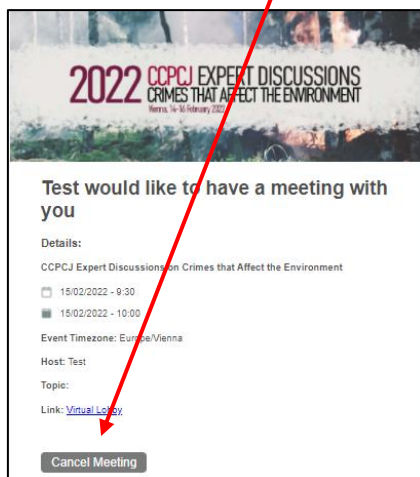 2022 CCPCJ EXPERT DISCUSSIONS
CRIMES THAT AFFECT THE ENVIRONMENT
Vienna, 14-16 February 2022
Test would like to have a meeting with
you
Details:
CCPCJ Expert Discussions on Crimes that Affect the Environment
15/02/2022 - 9:30
15/02/2022 - 10:00
Event Timezone: Europe/Vienna
Host: Test
Topic:
Link: Virtual Lobby
Cancel Meeting